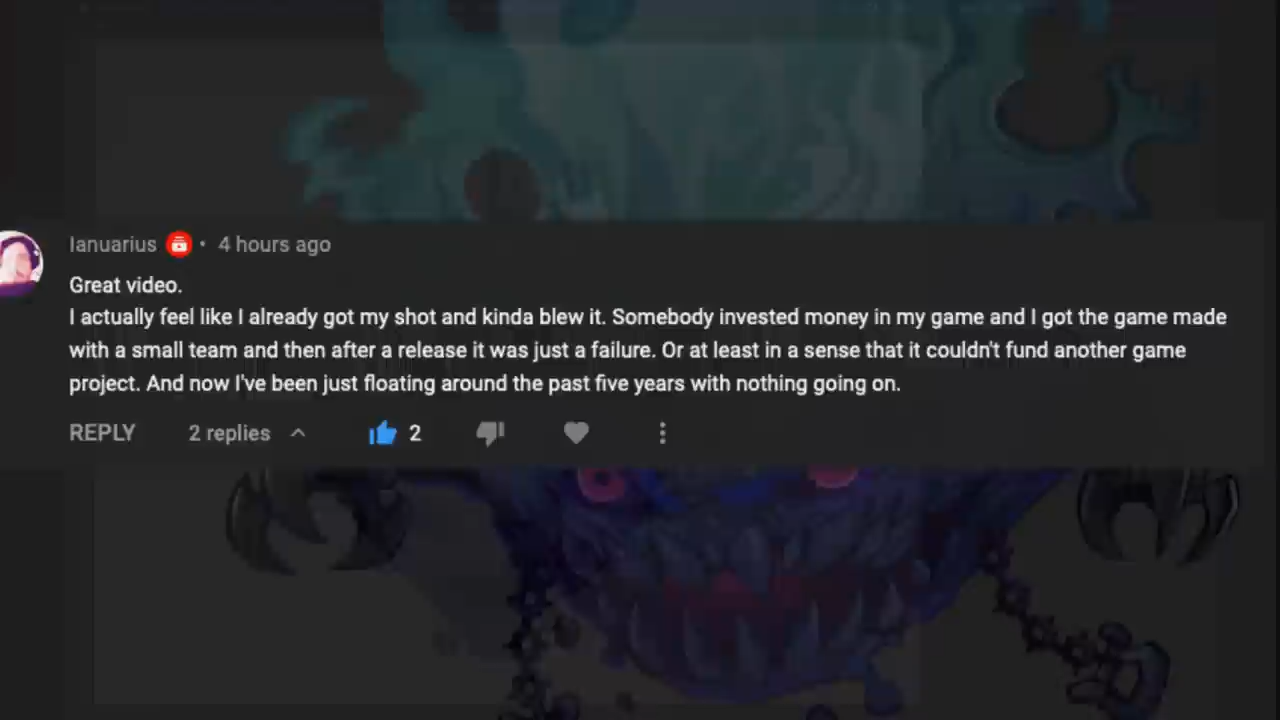 Ianuarius • 4 hours ago
Great video.
I actually feel like I already got my shot and kinda blew it. Somebody invested money in my game and I got the game made
with a small team and then after a release it was just a failure. Or at least in a sense that it couldn't fund another game
project. And now I've been just floating around the past five years with nothing going on.
REPLY 2 replies 2